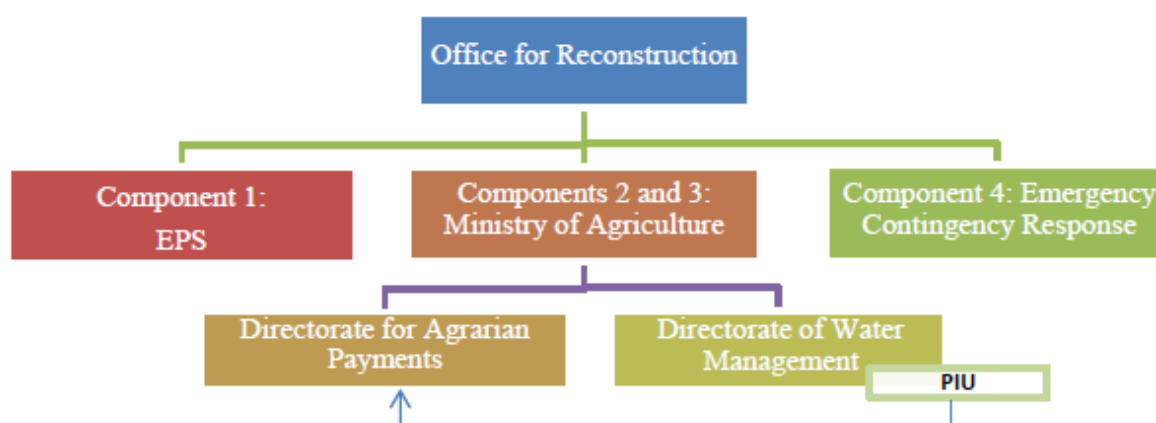 Office for Reconstruction
Component 1:
EPS
Components 2 and 3:
Ministry of Agriculture
Component 4: Emergency
Contingency Response
Directorate for Agrarian
Payments
Directorate of Water
Management
PIU